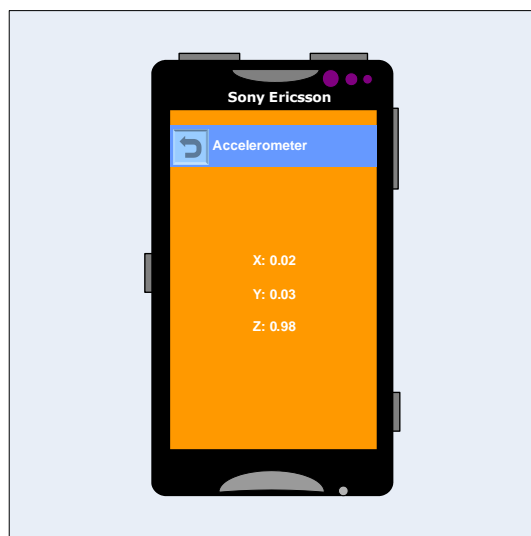 Sony Ericsson
Accelerometer
X: 0.02
Y: 0.03
Z: 0.98